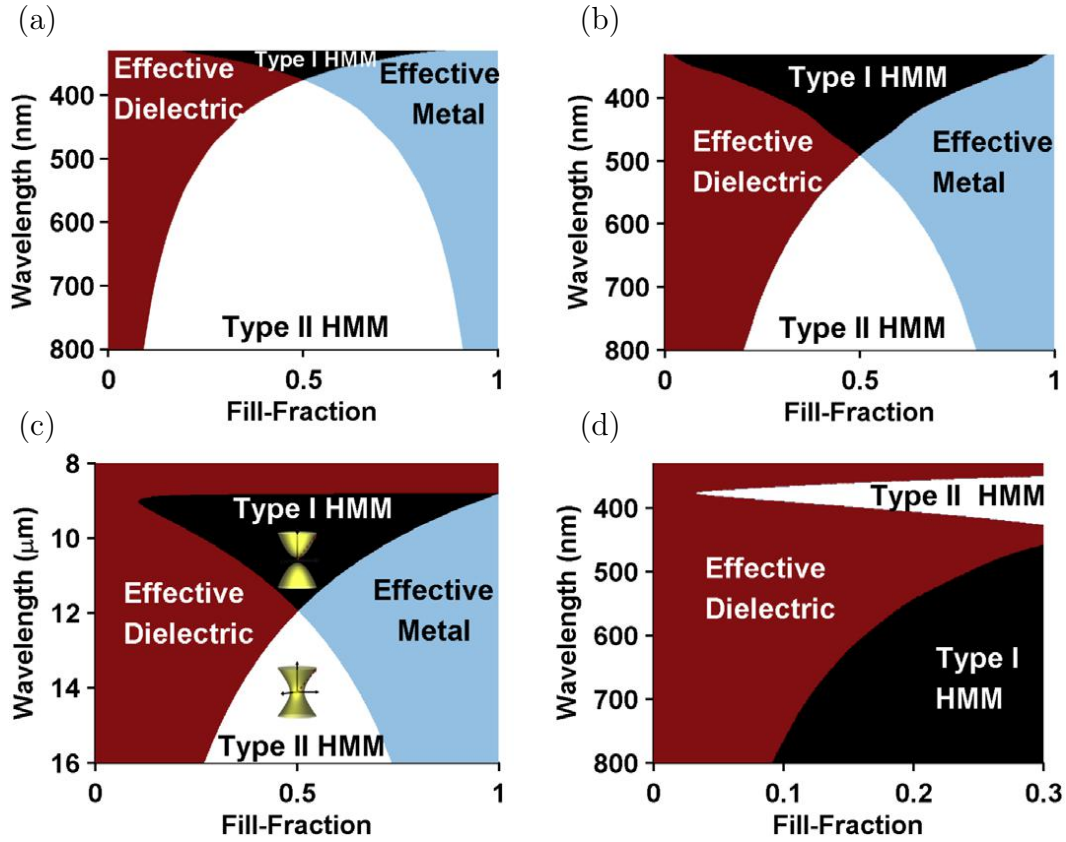 (a)
Wavelength (nm)
400
500
600
700
800
Effective
Dielectric
Type I HMM
Effective
Metal
Type II HMM
0
0.5
1
Fill-Fraction
(b)
Wavelength (nm)
400
500
600
700
800
Type I HMM
Effective
Dielectric
Effective
Metal
Type II HMM
0
0.5
1
Fill-Fraction
(c)
Wavelength (μm)
8
10
12
14
16
Type I HMM
Effective
Dielectric
Effective
Metal
Type II HMM
0
0.5
1
Fill-Fraction
(d)
Wavelength (nm)
400
500
600
700
800
Type II HMM
Effective
Dielectric
Type I
HMM
0
0.1
0.2
0.3
Fill-Fraction